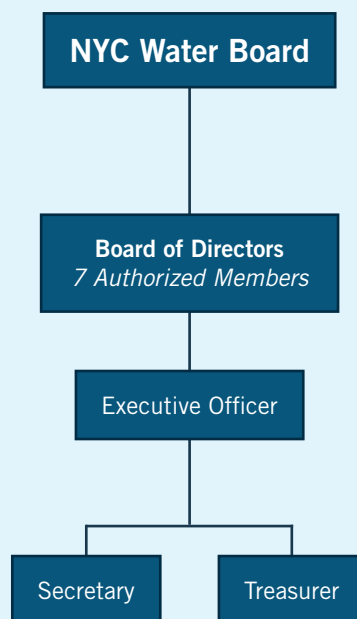 NYC Water Board
Board of Directors
7 Authorized Members
Executive Officer
Secretary
Treasurer